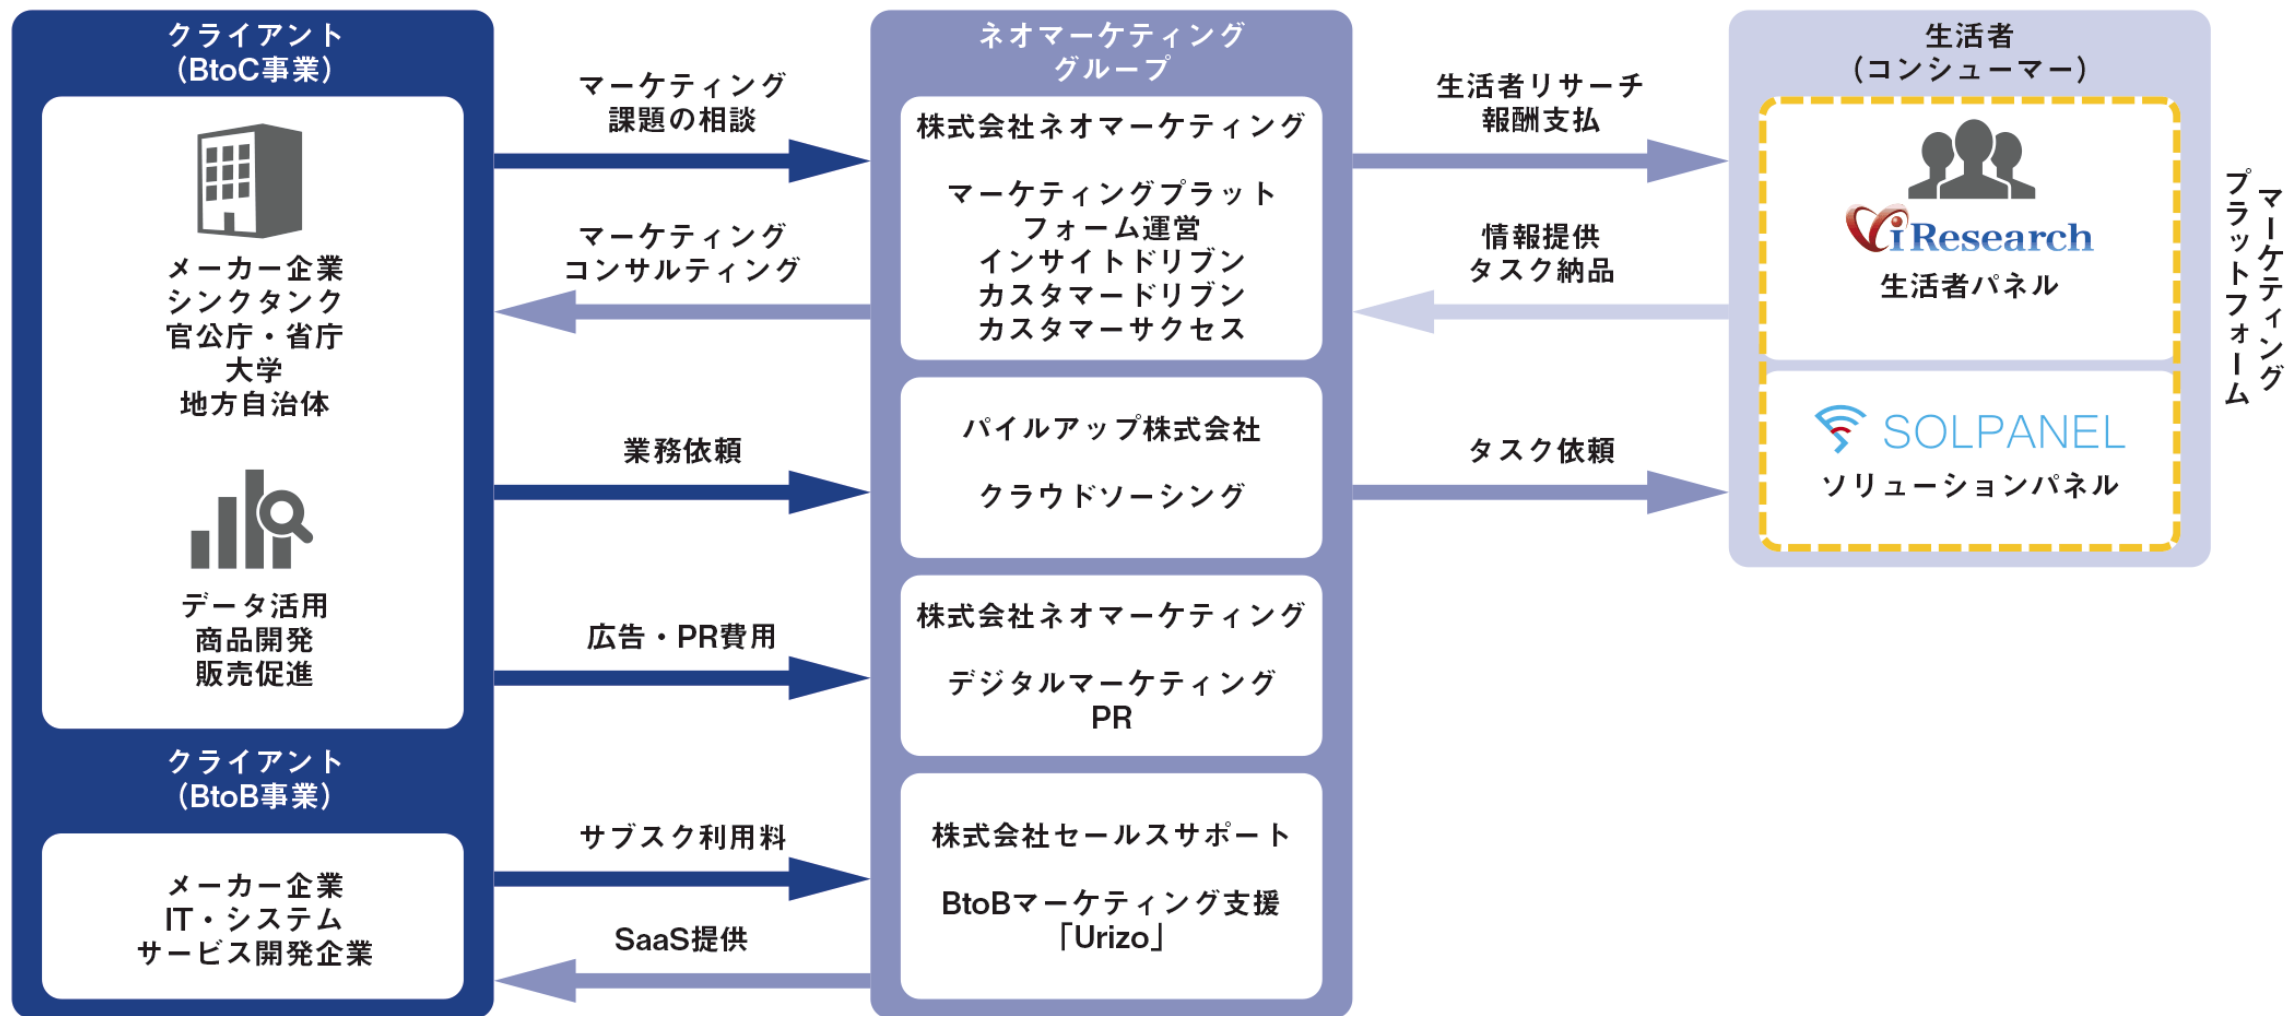 クライアント
（BtoC事業）
メーカー企業
シンクタンク
官公庁・省庁
大学
地方自治体
データ活用
商品開発
販売促進
クライアント
（BtoB事業）
メーカー企業
IT・システム
サービス開発企業
マーケティング
課題の相談
マーケティング
コンサルティング
業務依頼
広告・PR費用
サブスク利用料
SaaS提供
ネオマーケティング
グループ
株式会社ネオマーケティング
マーケティングプラット
フォーム運営
インサイトドリブン
カスタマードリブン
カスタマーサクセス
パイルアップ株式会社
クラウドソーシング
株式会社ネオマーケティング
デジタルマーケティング
PR
株式会社セールスサポート
BtoBマーケティング支援
「Urizo」
生活者リサーチ
報酬支払
情報提供
タスク納品
タスク依頼
生活者
（コンシューマー）
iResearch
生活者パネル
SOLPANEL
ソリューションパネル
マーケティング
プラットフォーム